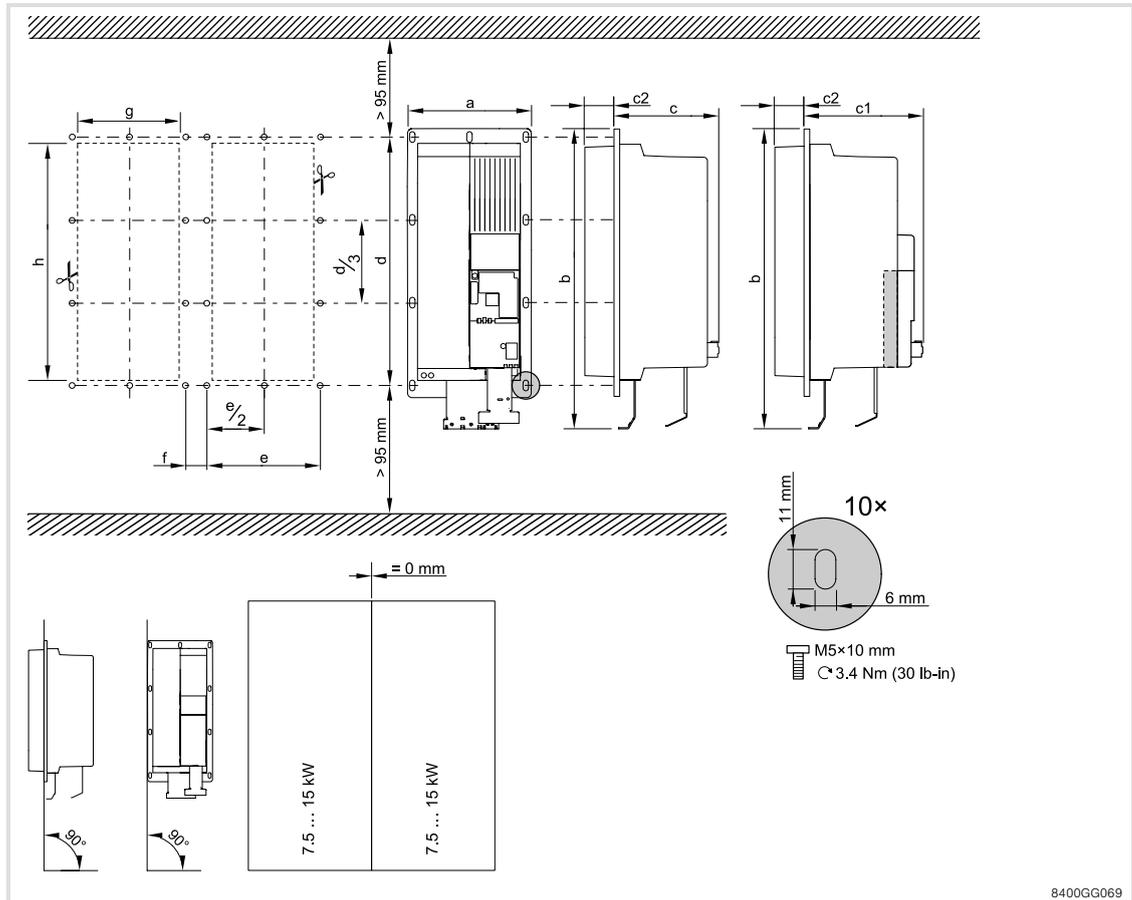 > 95 mm
g
a
c2
c
c2
c1
h
d/3
d
b
b
e/2
f
e
> 95 mm
10×
11 mm
6 mm
M5×10 mm
3.4 Nm (30 lb-in)
= 0 mm
7.5 ... 15 kW
7.5 ... 15 kW
90°
90°
8400GG069